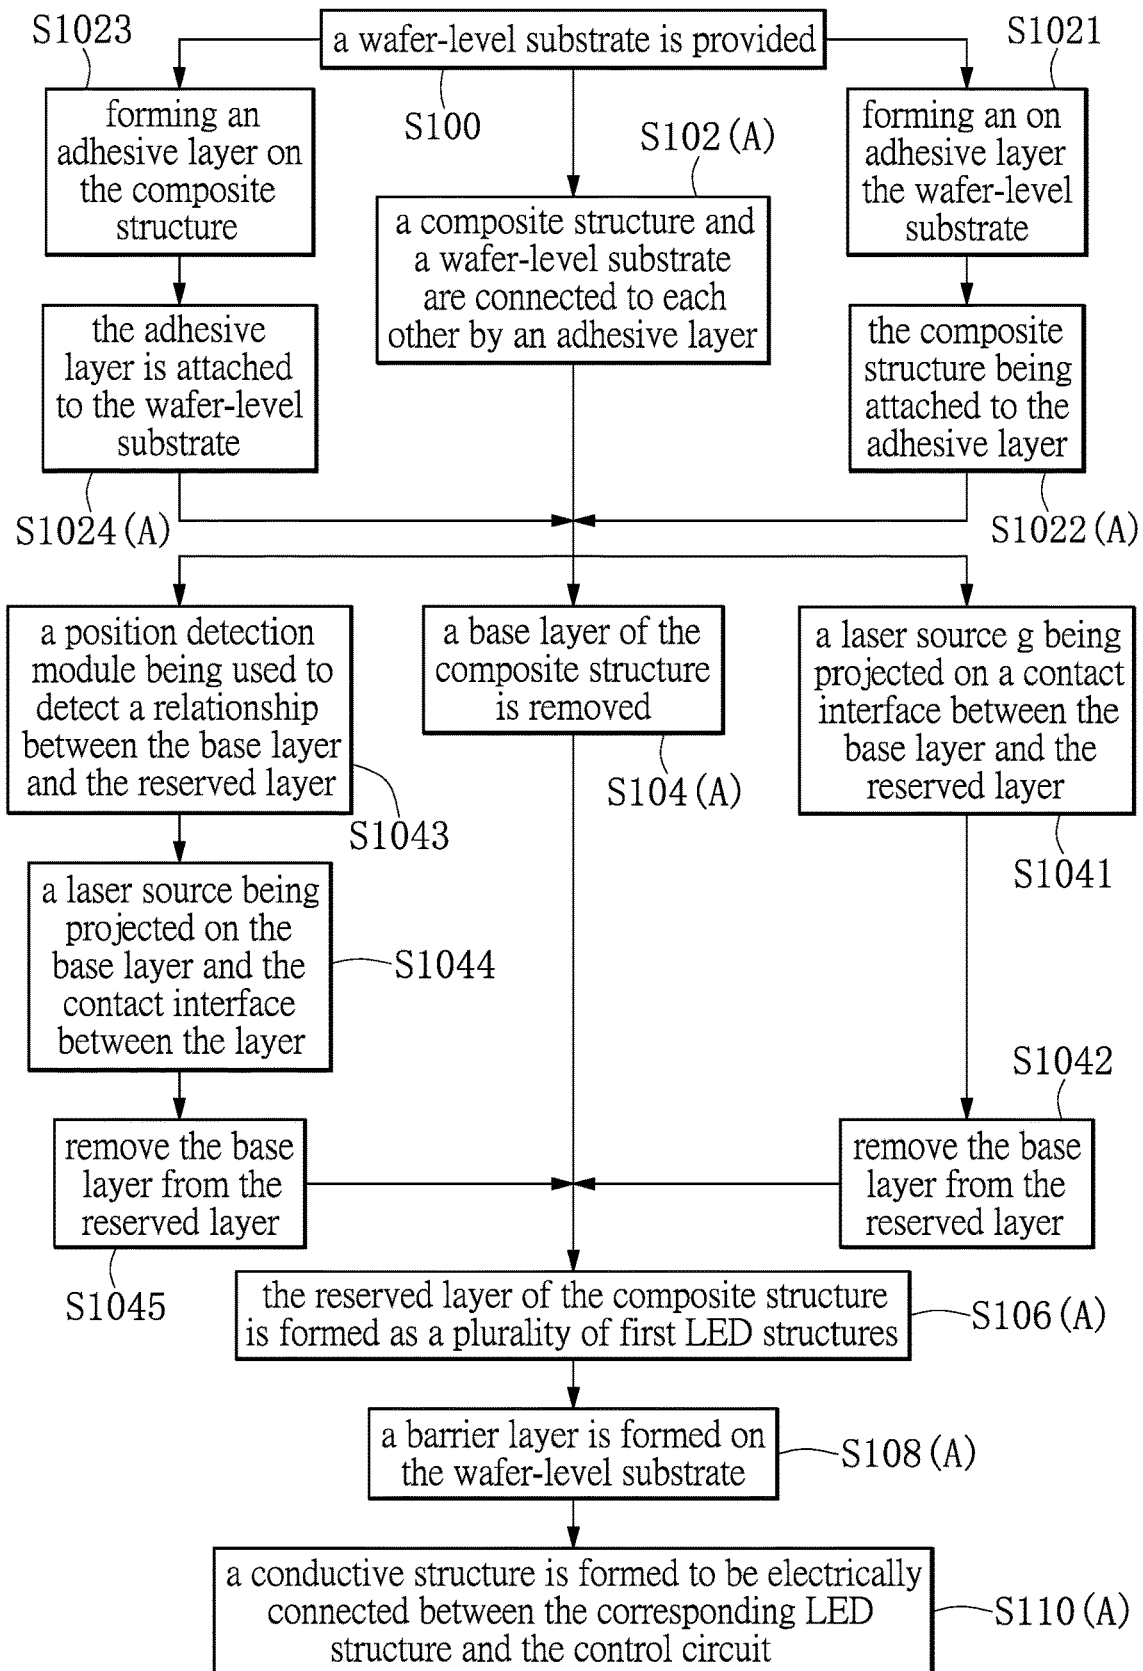 S1023
a wafer-level substrate is provided
S1021
S100
forming an
adhesive layer on
the composite
structure
S102(A)
forming an on
adhesive layer
the wafer-level
substrate
a composite structure and
a wafer-level substrate
are connected to each
other by an adhesive layer
the adhesive
layer is attached
to the wafer-level
substrate
the composite
structure being
attached to the
adhesive layer
S1024(A)
S1022(A)
a position detection
module being used to
detect a relationship
between the base layer
and the reserved layer
a base layer of the
composite structure
is removed
a laser source g being
projected on a contact
interface between the
base layer and the
reserved layer
S104(A)
S1043
S1041
a laser source being
projected on the
base layer and the
contact interface
between the layer
S1044
S1042
remove the base
layer from the
reserved layer
remove the base
layer from the
reserved layer
S1045
the reserved layer of the composite structure
is formed as a plurality of first LED structures
S106(A)
a barrier layer is formed on
the wafer-level substrate
S108(A)
a conductive structure is formed to be electrically
connected between the corresponding LED
structure and the control circuit
S110(A)